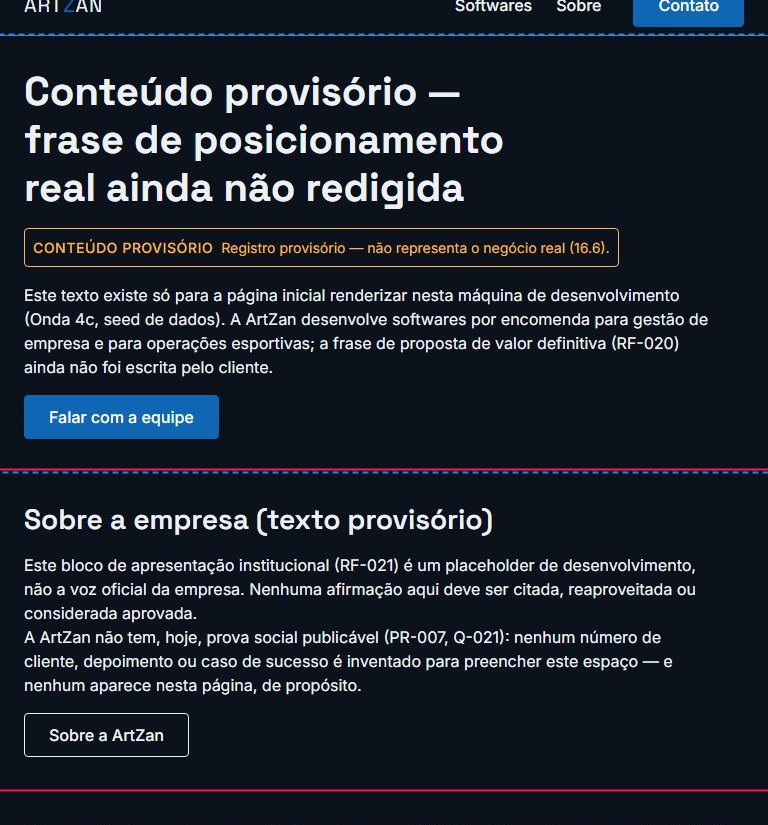 ARTZAN
Softwares Sobre Contato
Conteúdo provisório —
frase de posicionamento
real ainda não redigida
CONTEÚDO PROVISÓRIO Registro provisório — não representa o negócio real (16.6).
Este texto existe só para a página inicial renderizar nesta máquina de desenvolvimento
(Onda 4c, seed de dados). A ArtZan desenvolve softwares por encomenda para gestão de
empresa e para operações esportivas; a frase de proposta de valor definitiva (RF-020)
ainda não foi escrita pelo cliente.
Falar com a equipe
Sobre a empresa (texto provisório)
Este bloco de apresentação institucional (RF-021) é um placeholder de desenvolvimento,
não a voz oficial da empresa. Nenhuma afirmação aqui deve ser citada, reaproveitada ou
considerada aprovada.
A ArtZan não tem, hoje, prova social publicável (PR-007, Q-021): nenhum número de
cliente, depoimento ou caso de sucesso é inventado para preencher este espaço — e
nenhum aparece nesta página, de propósito.
Sobre a ArtZan